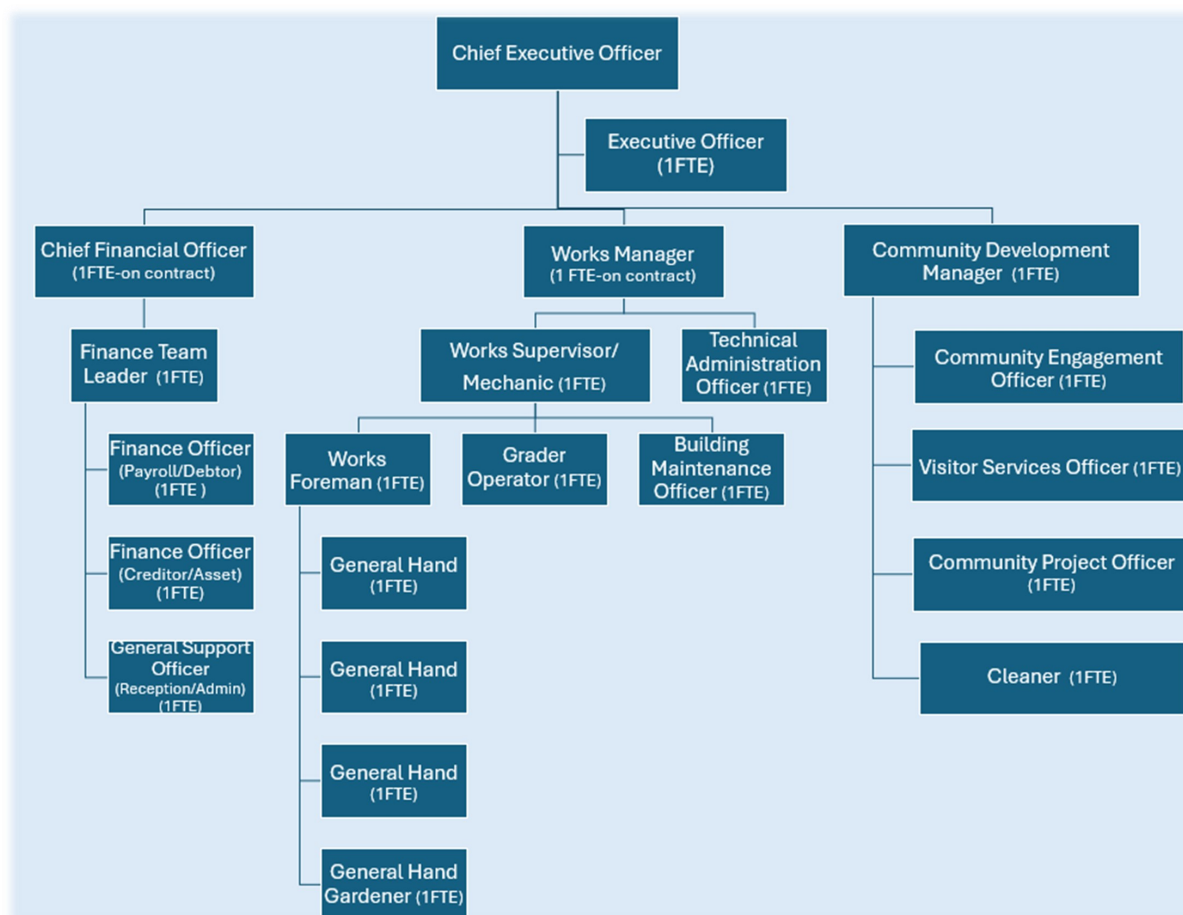 Chief Executive Officer
Executive Officer
(1FTE)
Chief Financial Officer
(1FTE-on contract)
Works Manager
(1 FTE-on contract)
Community Development
Manager (1FTE)
Finance Team
Leader (1FTE)
Works Supervisor/
Mechanic (1FTE)
Technical
Administration
Officer (1FTE)
Community Engagement
Officer (1FTE)
Finance Officer
(Payroll/Debtor)
(1FTE )
Works
Foreman (1FTE)
Grader
Operator (1FTE)
Building
Maintenance
Officer (1FTE)
Visitor Services Officer (1FTE)
Finance Officer
(Creditor/Asset)
(1FTE)
General Hand
(1FTE)
Community Project Officer
(1FTE)
General Support
Officer
(Reception/Admin)
(1FTE)
General Hand
(1FTE)
Cleaner (1FTE)
General Hand
(1FTE)
General Hand
Gardener (1FTE)